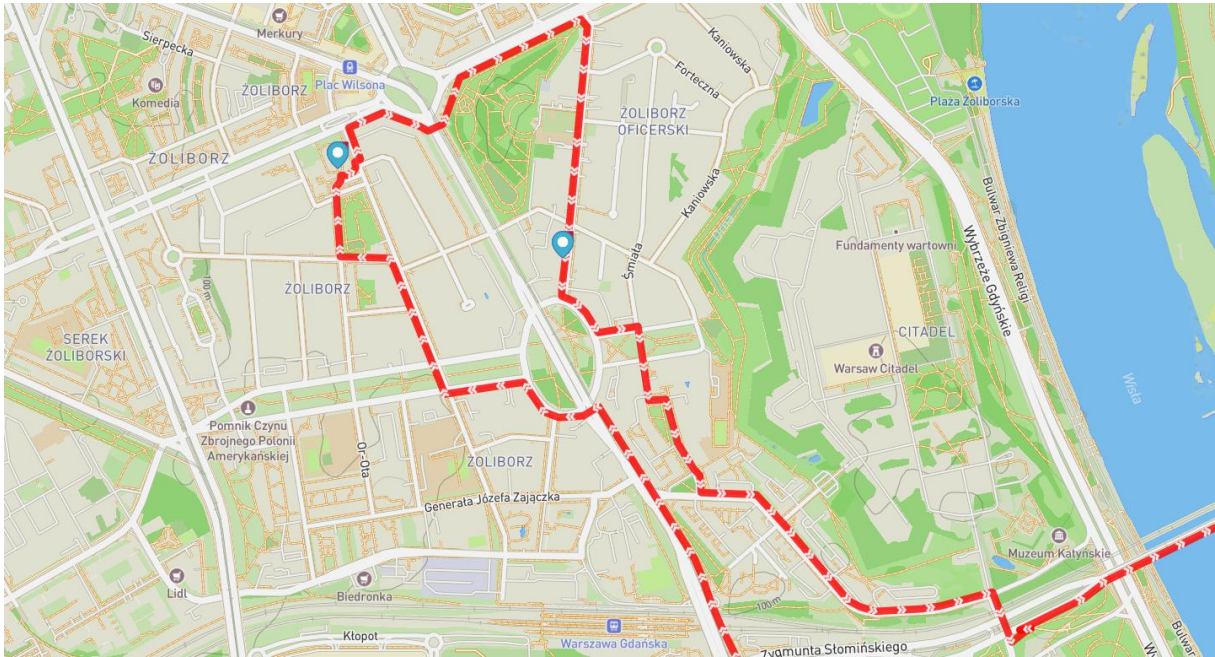 Merkury
Sierpecka
Plac Wilsona
Komedia
ŻOLIBORZ
Kaniowska
Forteczna
Plaża Żoliborska
ŻOLIBORZ
OFICERSKI
ŻOLIBORZ
Kaniowska
Bulwar Zbigniewa Religi
Wybrzeże Gdyńskie
Fundamenty wartowni
Śmiała
100 m
ŻOLIBORZ
SEREK
ŻOLIBORSKI
CITADEL
Warsaw Citadel
Wisła
Pomnik Czynu
Zbrojnego Polonii
Amerykańskiej
Or-Ota
ŻOLIBORZ
Generała Józefa Zajączka
Muzeum Katyńskie
Lidl
Biedronka
100 m
Warszawa Gdańska
Kłopot
Zygmunta Słomińskiego
Bulwar
Wy